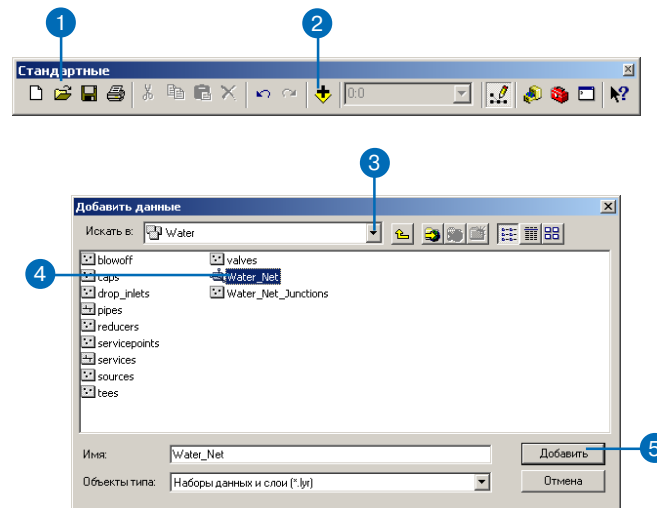 1
2
Стандартные
0:0
3
Добавить данные
Искать в:
Water
blowoff
valves
4
caps
Water_Net
drop_inlets
Water_Net_Junctions
pipes
reducers
servicepoints
services
sources
tees
Имя:
Water_Net
Добавить
5
Объекты типа:
Наборы данных и слои (*.lyr)
Отмена